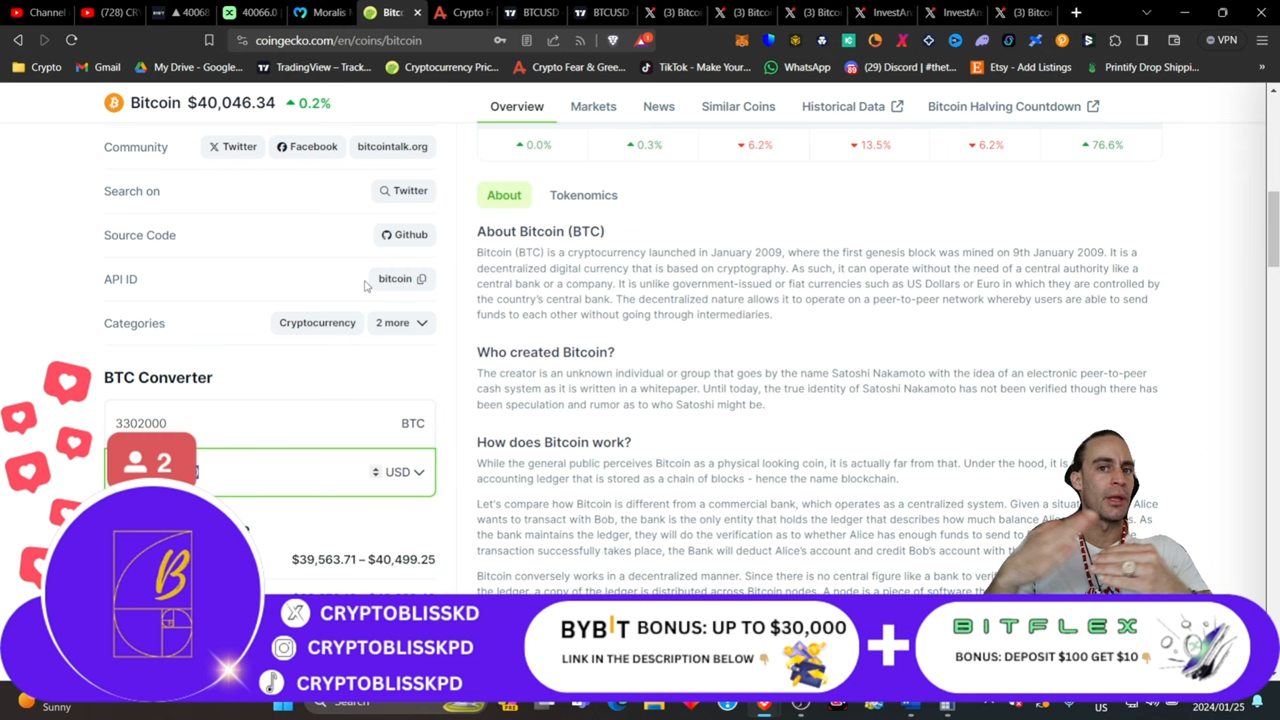 Channel
(728) CR
40068
40066.0
Moralis
Bitc
Crypto F
BTCUSD
BTCUSD
(3) Bitco
(3) Bitco
(3) Bitco
InvestAn
InvestAn
(3) Bitco
coingecko.com/en/coins/bitcoin
VPN
Crypto
Gmail
My Drive - Google...
TradingView – Track...
Cryptocurrency Pric...
Crypto Fear & Gree...
TikTok - Make Your...
WhatsApp
(29) Discord | #thet...
Etsy - Add Listings
Printify Drop Shippi...
Bitcoin $40,046.34 ▲ 0.2%
Overview
Markets
News
Similar Coins
Historical Data
Bitcoin Halving Countdown
▲ 0.0%
▲ 0.3%
▼ 6.2%
▼ 13.5%
▼ 6.2%
▲ 76.6%
Community
Twitter
Facebook
bitcointalk.org
Search on
Twitter
Source Code
Github
API ID
bitcoin
Categories
Cryptocurrency
2 more
BTC Converter
3302000
BTC
USD
2
$39,563.71 – $40,499.25
About
Tokenomics
About Bitcoin (BTC)
Bitcoin (BTC) is a cryptocurrency launched in January 2009, where the first genesis block was mined on 9th January 2009. It is a
decentralized digital currency that is based on cryptography. As such, it can operate without the need of a central authority like a
central bank or a company. It is unlike government-issued or fiat currencies such as US Dollars or Euro in which they are controlled by
the country's central bank. The decentralized nature allows it to operate on a peer-to-peer network whereby users are able to send
funds to each other without going through intermediaries.
Who created Bitcoin?
The creator is an unknown individual or group that goes by the name Satoshi Nakamoto with the idea of an electronic peer-to-peer
cash system as it is written in a whitepaper. Until today, the true identity of Satoshi Nakamoto has not been verified though there has
been speculation and rumor as to who Satoshi might be.
How does Bitcoin work?
While the general public perceives Bitcoin as a physical looking coin, it is actually far from that. Under the hood, it is
accounting ledger that is stored as a chain of blocks - hence the name blockchain.
Let's compare how Bitcoin is different from a commercial bank, which operates as a centralized system. Given a situat Alice
wants to transact with Bob, the bank is the only entity that holds the ledger that describes how much balance s. As
the bank maintains the ledger, they will do the verification as to whether Alice has enough funds to send to
transaction successfully takes place, the Bank will deduct Alice's account and credit Bob's account with
Bitcoin conversely works in a decentralized manner. Since there is no central figure like a bank to
the ledger, a copy of the ledger is distributed across Bitcoin nodes. A node is a piece of software
B
CRYPTOBLISSKD
CRYPTOBLISSKPD
CRYPTOBLISSKPD
BYBIT BONUS: UP TO $30,000
LINK IN THE DESCRIPTION BELOW
BITFLEX
BONUS: DEPOSIT $100 GET $10
Sunny
Search
US
2024/01/25